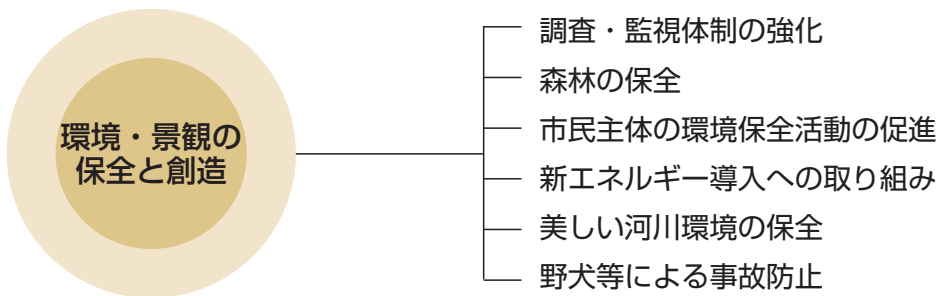 環境・景観の
保全と創造
調査・監視体制の強化
森林の保全
市民主体の環境保全活動の促進
新エネルギー導入への取り組み
美しい河川環境の保全
野犬等による事故防止